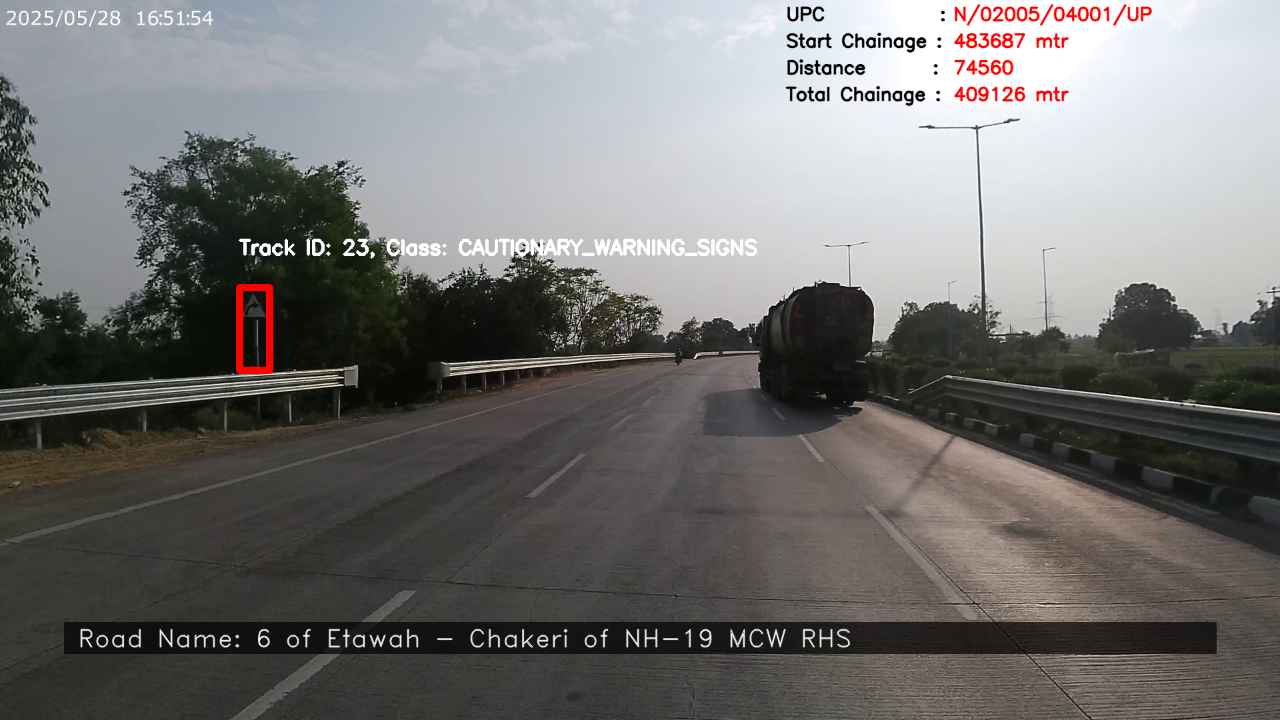 2025/05/28 16:51:54
UPC : N/02005/04001/UP
Start Chainage : 483687 mtr
Distance : 74560
Total Chainage : 409126 mtr
Track ID: 23, Class: CAUTIONARY_WARNING_SIGNS
Road Name: 6 of Etawah - Chakeri of NH-19 MCW RHS